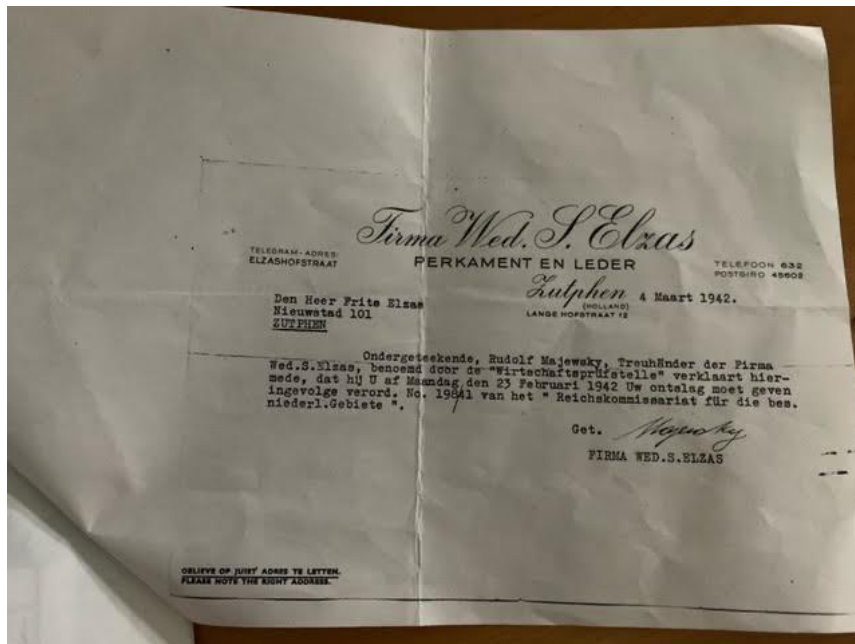 Firma Wed. S. Elzas
PERKAMENT EN LEDER
TELEGRAM-ADRES:
ELZASHOFSTRAAT
TELEFOON 632
POSTGIRO 45602
Zutphen 4 Maart 1942.
(HOLLAND)
LANGE HOFSTRAAT 12
Den Heer Frits Elzas
Nieuwstad 101
ZUTPHEN
Ondergeteekende, Rudolf Majewsky, Treuhänder der Firma
Wed.S.Elzas, benoemd door de "Wirtschaftsprüfstelle" verklaart hier-
mede, dat hij U af Maandag den 23 Februari 1942 Uw ontslag moet geven
ingevolge verord. No. 19841 van het " Reichskommissariat für die bes.
niederl.Gebiete ".
Get. Majewsky
FIRMA WED.S.ELZAS
GELIEVE OP JUIST ADRES TE LETTEN.
PLEASE NOTE THE RIGHT ADDRESS.